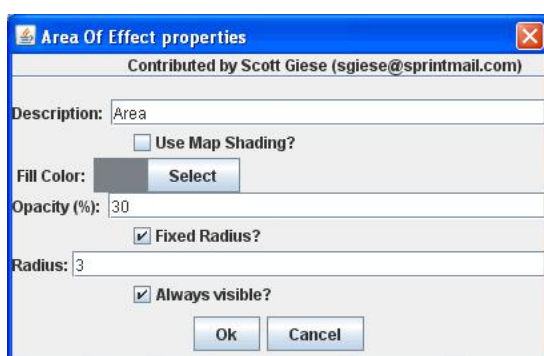 Area Of Effect properties
Contributed by Scott Giese (sgiese@sprintmail.com)
Description: Area
Use Map Shading?
Fill Color: Select
Opacity (%): 30
Fixed Radius?
Radius: 3
Always visible?
Ok Cancel